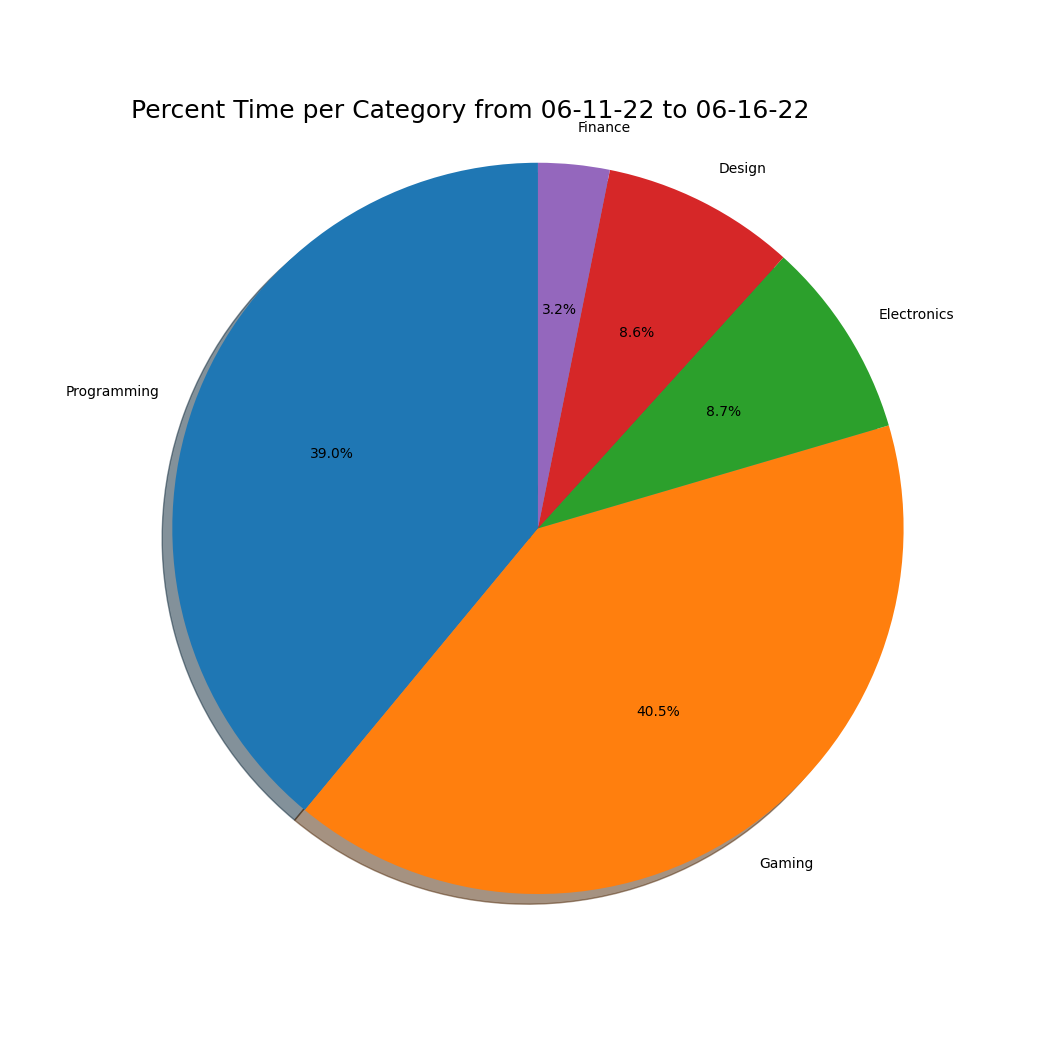 Percent Time per Category from 06-11-22 to 06-16-22
Finance
Design
Electronics
Programming
Gaming
3.2%
8.6%
8.7%
39.0%
40.5%